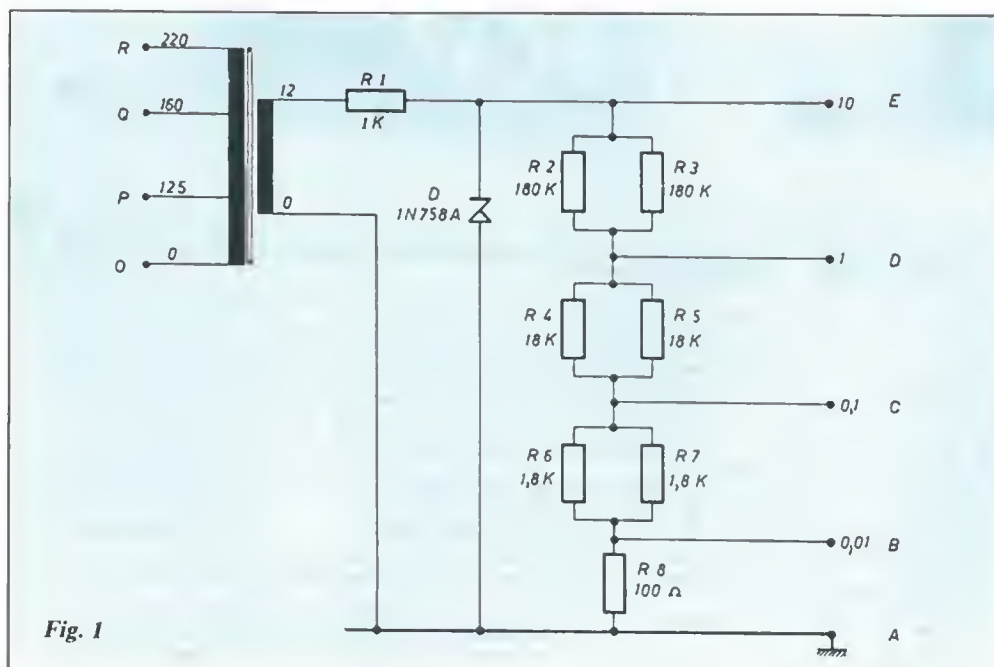 R 220
Q 160
P 125
O 0
12
0
R 1
1K
D
1N758A
10 E
R 2
180 K
R 3
180 K
1 D
R 4
18 K
R 5
18 K
0,1 C
R 6
1,8 K
R 7
1,8 K
0,01 B
R 8
100 Ω
A
Fig. 1